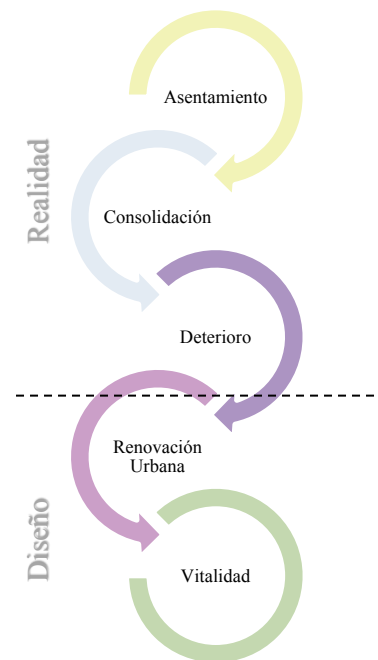 Asentamiento
Realidad
Consolidación
Deterioro
Renovación
Urbana
Diseño
Vitalidad